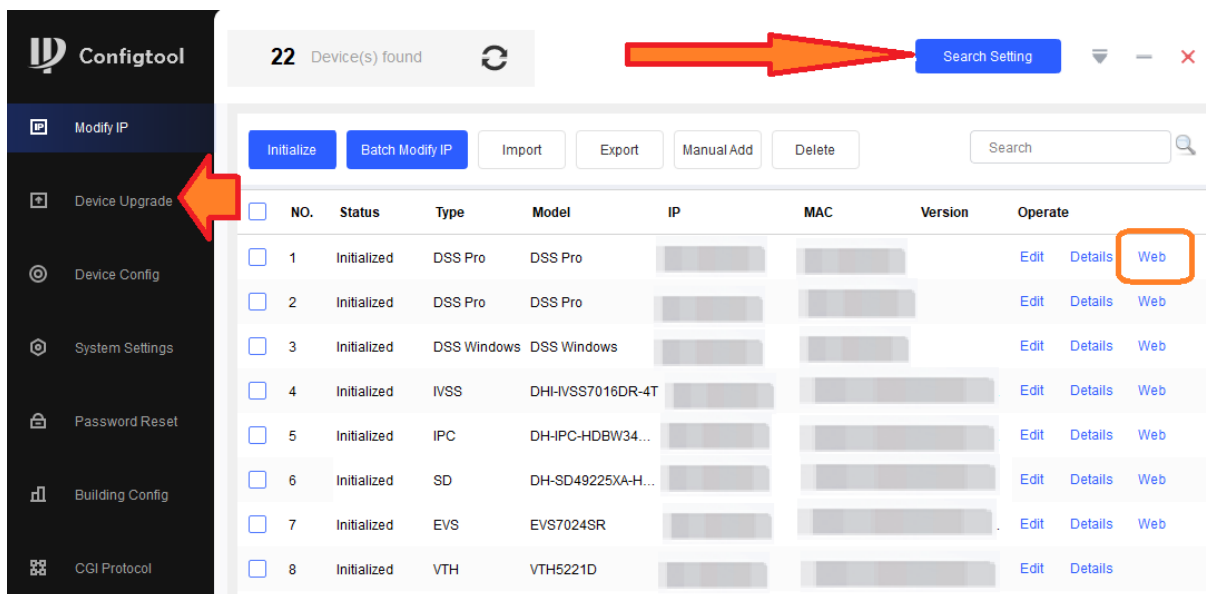 Configtool
22 Device(s) found
Search Setting
Modify IP
Device Upgrade
Device Config
System Settings
Password Reset
Building Config
CGI Protocol
Initialize Batch Modify IP Import Export Manual Add Delete Search
NO. Status Type Model IP MAC Version Operate
1 Initialized DSS Pro DSS Pro Edit Details Web
2 Initialized DSS Pro DSS Pro Edit Details Web
3 Initialized DSS Windows DSS Windows Edit Details Web
4 Initialized IVSS DHI-IVSS7016DR-4T Edit Details Web
5 Initialized IPC DH-IPC-HDBW34... Edit Details Web
6 Initialized SD DH-SD49225XA-H... Edit Details Web
7 Initialized EVS EVS7024SR Edit Details Web
8 Initialized VTH VTH5221D Edit Details